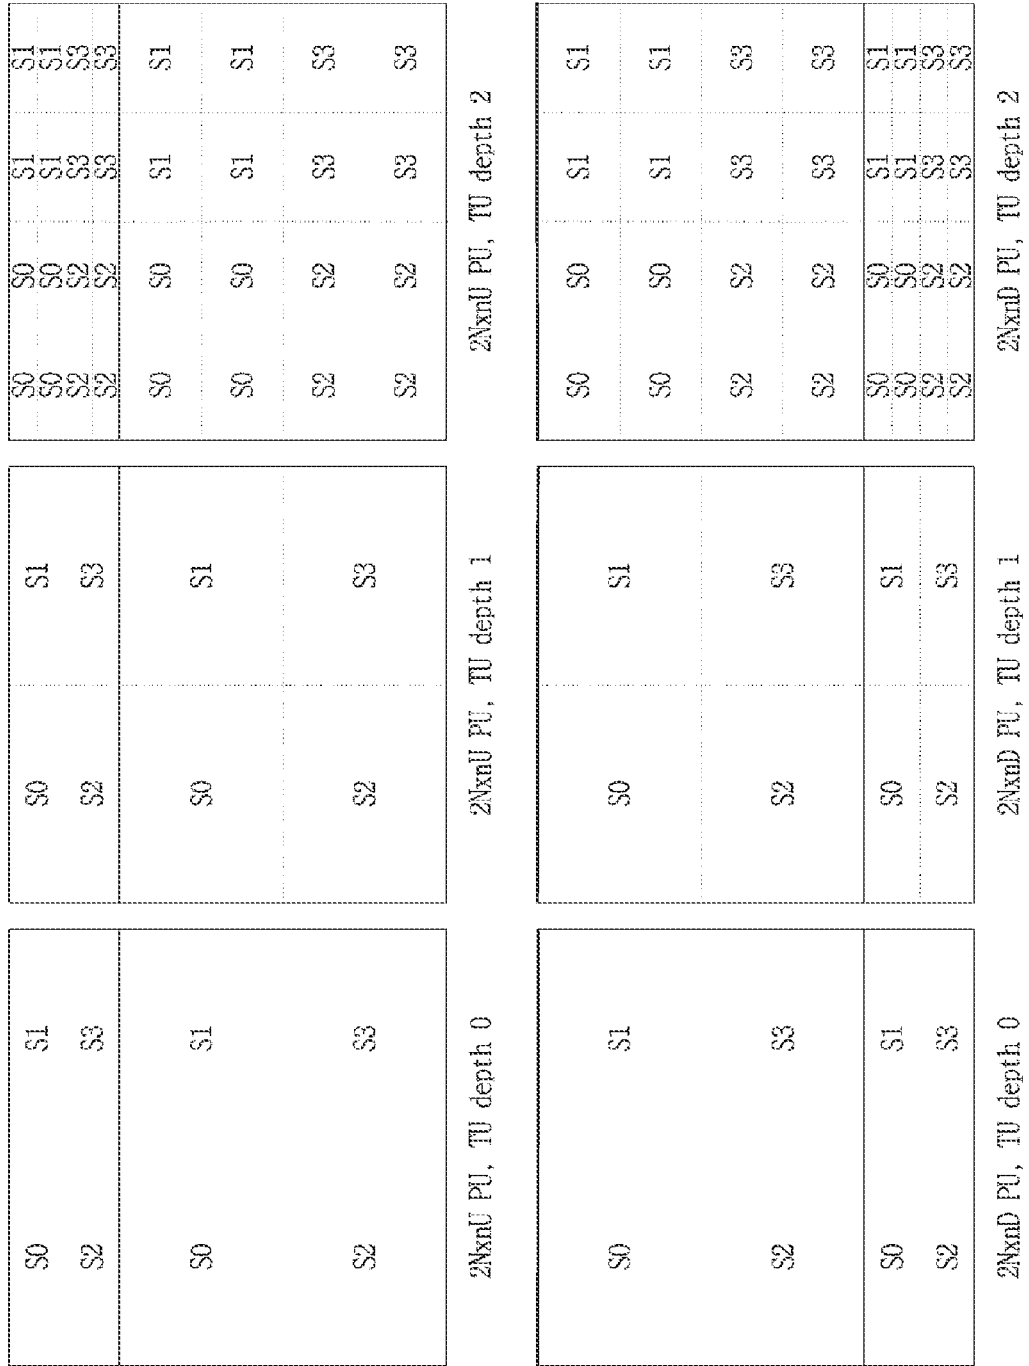 S0 S1
S2 S3
S0 S1
S2 S3
2NxnU PU, TU depth 0
S0 S1
S2 S3
S0 S1
S2 S3
2NxnU PU, TU depth 1
S0 S0 S1 S1
S0 S0 S1 S1
S2 S2 S3 S3
S2 S2 S3 S3
S0 S0 S1 S1
S0 S0 S1 S1
S2 S2 S3 S3
S2 S2 S3 S3
2NxnU PU, TU depth 2
S0 S1
S2 S3
S0 S1
S2 S3
2NxnD PU, TU depth 0
S0 S1
S2 S3
S0 S1
S2 S3
2NxnD PU, TU depth 1
S0 S0 S1 S1
S0 S0 S1 S1
S2 S2 S3 S3
S2 S2 S3 S3
S0 S0 S1 S1
S0 S0 S1 S1
S2 S2 S3 S3
S2 S2 S3 S3
2NxnD PU, TU depth 2